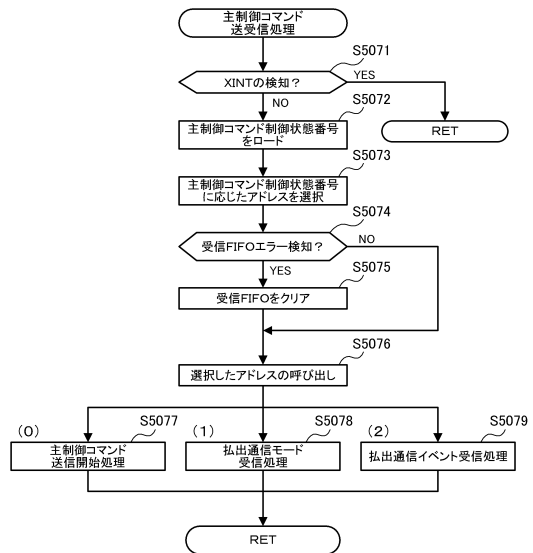 主制御コマンド
送受信処理
S5071
XINTの検知？
YES
NO
RET
S5072
主制御コマンド制御状態番号
をロード
S5073
主制御コマンド制御状態番号
に応じたアドレスを選択
S5074
受信FIFOエラー検知？
NO
YES
S5075
受信FIFOをクリア
S5076
選択したアドレスの呼び出し
(0)
S5077
主制御コマンド
送信開始処理
(1)
S5078
払出通信モード
受信処理
(2)
S5079
払出通信イベント受信処理
RET